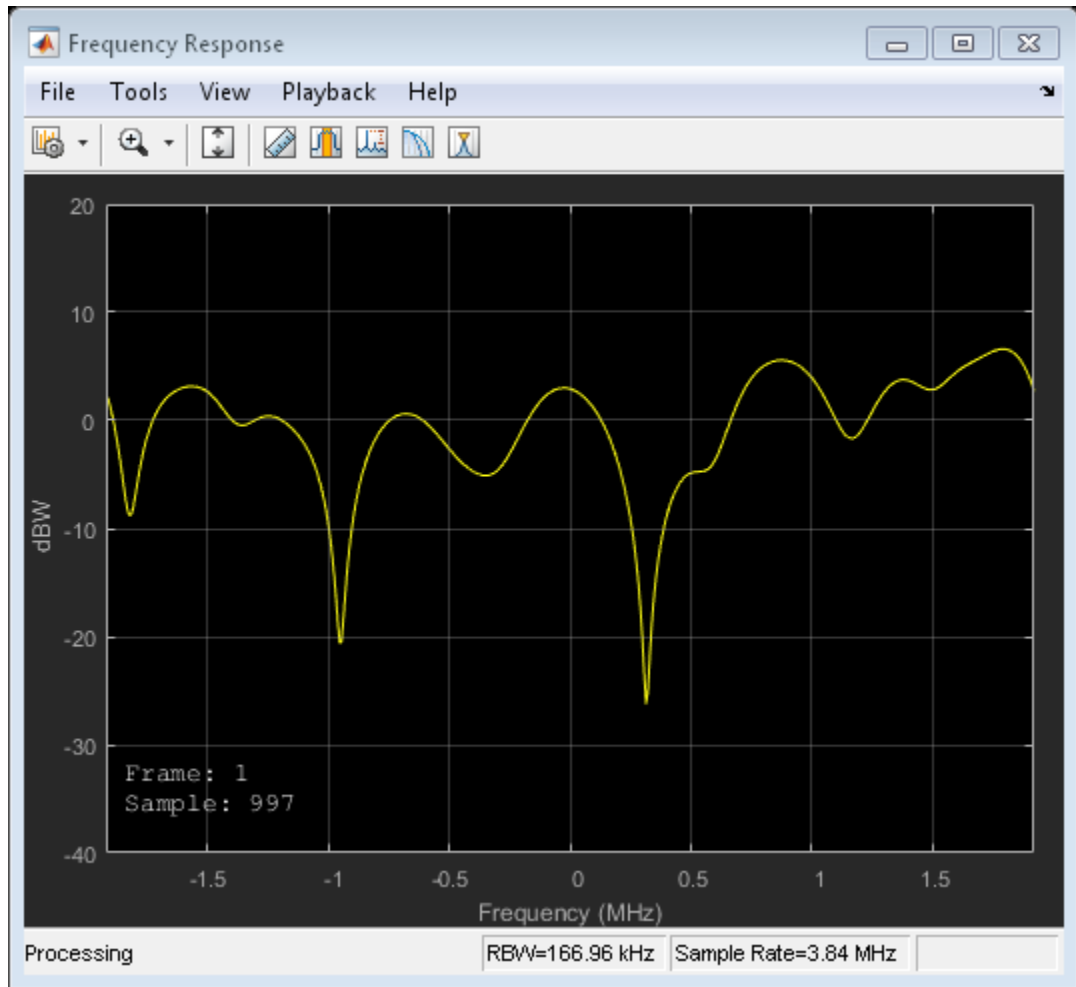 Frequency Response
File Tools View Playback Help
20
10
0
-10
-20
-30
-40
dBW
Frame: 1
Sample: 997
-1.5 -1 -0.5 0 0.5 1 1.5
Frequency (MHz)
Processing RBW=166.96 kHz Sample Rate=3.84 MHz